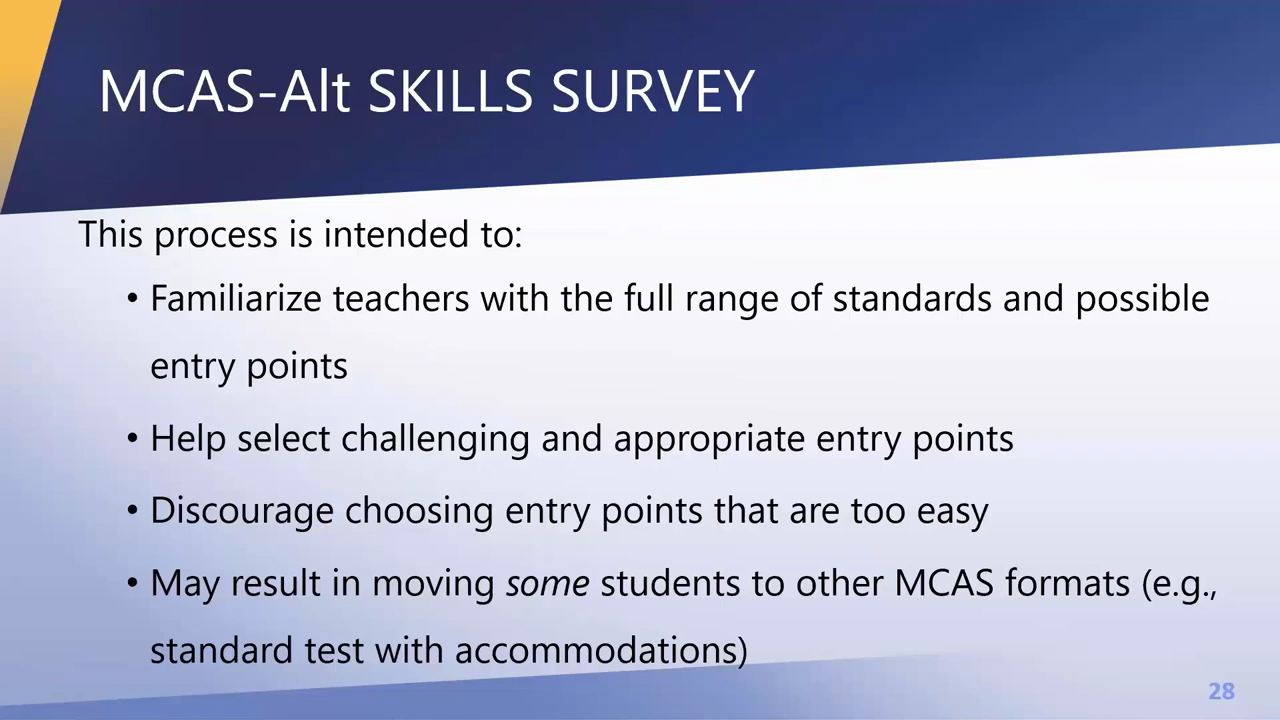 MCAS-Alt SKILLS SURVEY
This process is intended to:
• Familiarize teachers with the full range of standards and possible
entry points
• Help select challenging and appropriate entry points
• Discourage choosing entry points that are too easy
• May result in moving some students to other MCAS formats (e.g.,
standard test with accommodations)
28